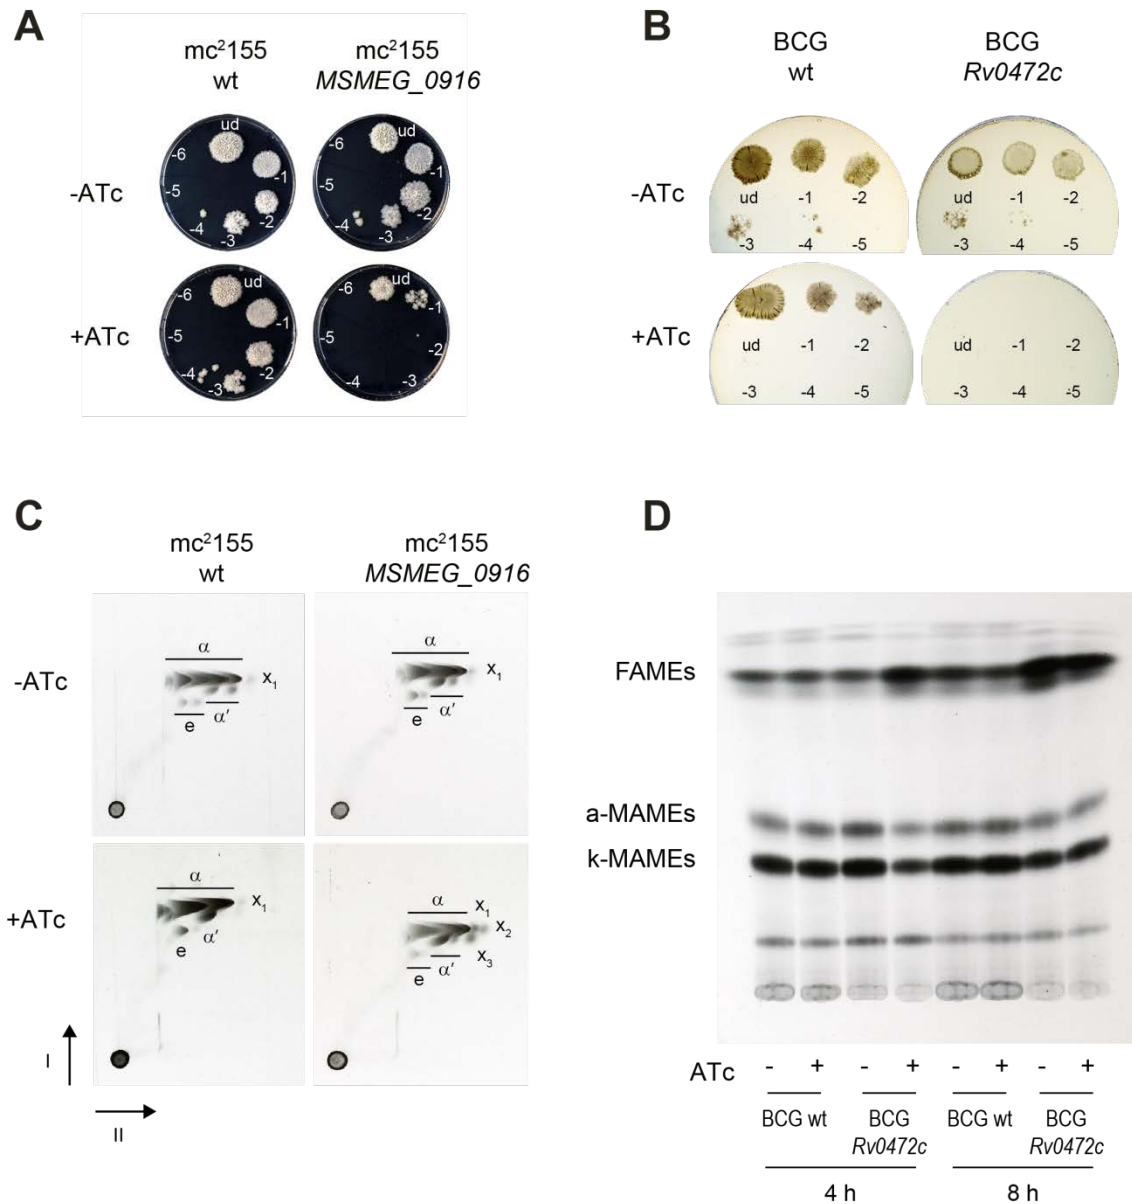 A
mc²155
wt
mc²155
MSMEG_0916
-ATc
ud
-1
-2
-3
-4
-5
-6
ud
-1
-2
-3
-4
-5
-6
+ATc
ud
-1
-2
-3
-4
-5
-6
ud
-1
-2
-3
-4
-5
-6
B
BCG
wt
BCG
Rv0472c
-ATc
ud -1 -2
-3 -4 -5
ud -1 -2
-3 -4 -5
+ATc
ud -1 -2
-3 -4 -5
ud -1 -2
-3 -4 -5
C
mc²155
wt
mc²155
MSMEG_0916
-ATc
α
x₁
e
α′
α
x₁
e
α′
+ATc
α
x₁
e
α′
α
x₁
x₂
x₃
e
α′
I
II
D
FAMEs
a-MAMEs
k-MAMEs
ATc - + - + - + - +
BCG wt
BCG
Rv0472c
BCG wt
BCG
Rv0472c
4 h
8 h